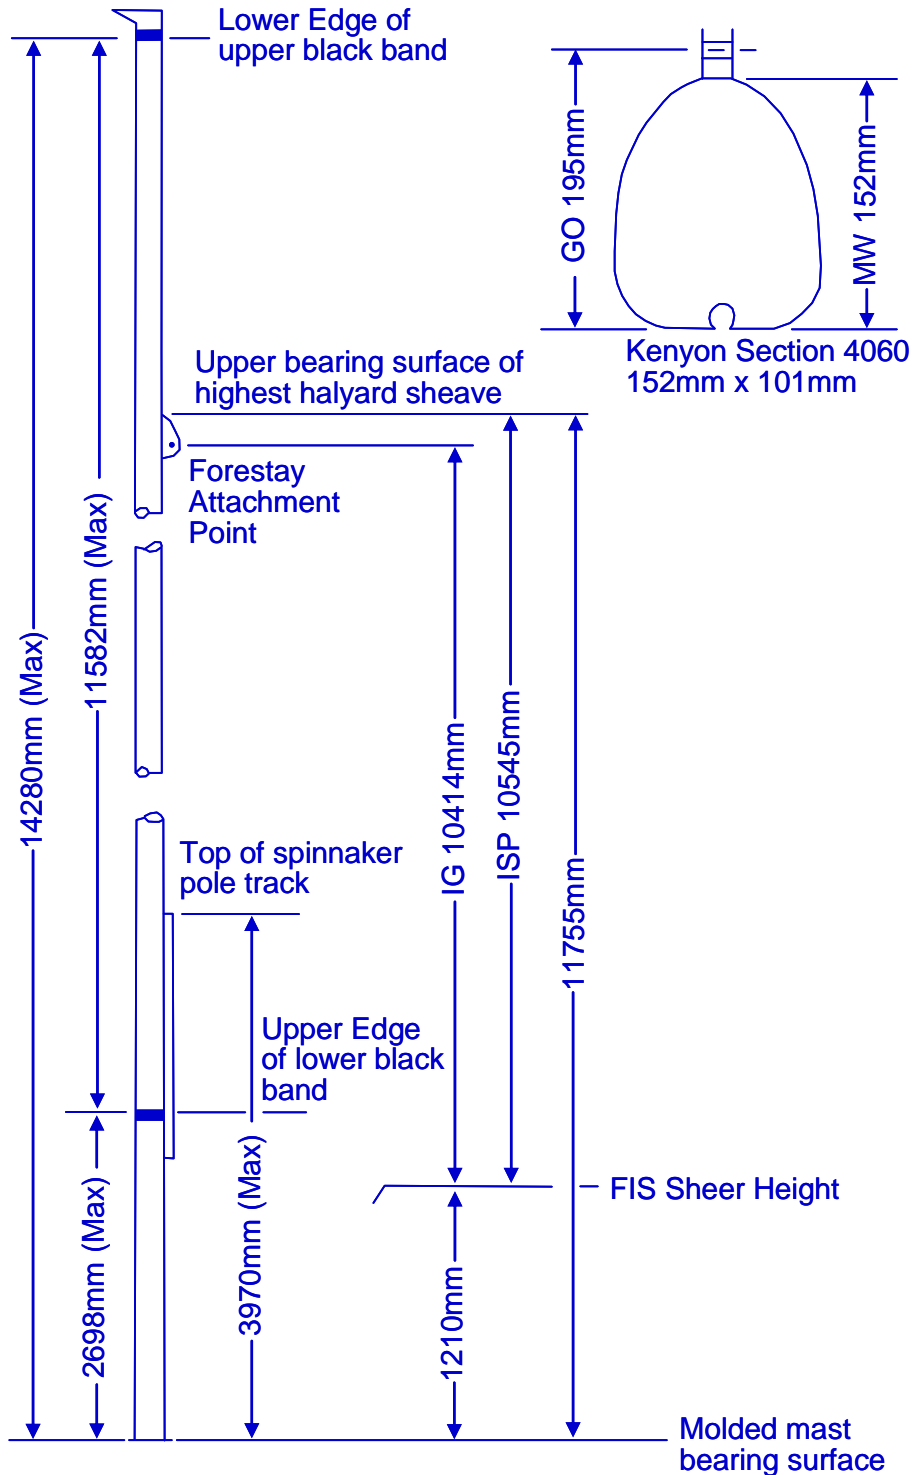 Lower Edge of
upper black band
GO 195mm
MW 152mm
Kenyon Section 4060
152mm x 101mm
Upper bearing surface of
highest halyard sheave
Forestay
Attachment
Point
14280mm (Max)
11582mm (Max)
IG 10414mm
ISP 10545mm
11755mm
Top of spinnaker
pole track
Upper Edge
of lower black
band
2698mm (Max)
3970mm (Max)
FIS Sheer Height
1210mm
Molded mast
bearing surface